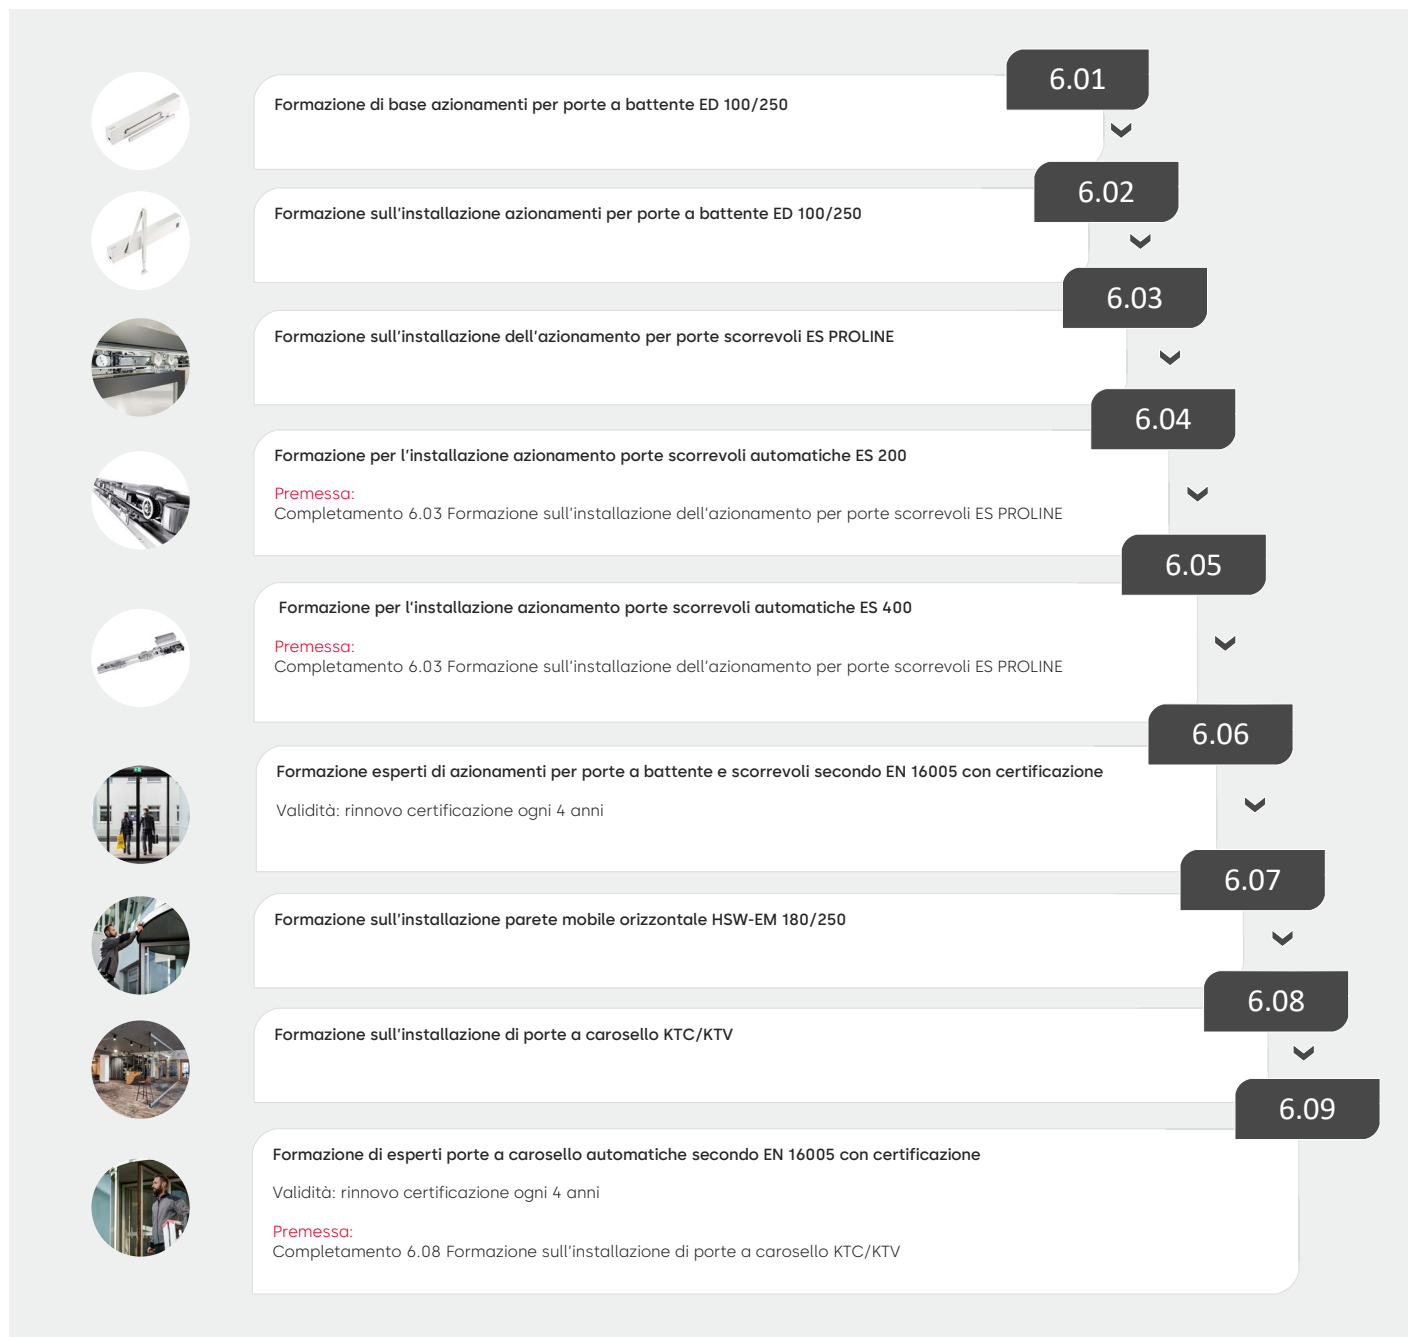 6.01
Formazione di base azionamenti per porte a battente ED 100/250
6.02
Formazione sull'installazione azionamenti per porte a battente ED 100/250
6.03
Formazione sull'installazione dell'azionamento per porte scorrevoli ES PROLINE
6.04
Formazione per l'installazione azionamento porte scorrevoli automatiche ES 200
Premessa:
Completamento 6.03 Formazione sull'installazione dell'azionamento per porte scorrevoli ES PROLINE
6.05
Formazione per l'installazione azionamento porte scorrevoli automatiche ES 400
Premessa:
Completamento 6.03 Formazione sull'installazione dell'azionamento per porte scorrevoli ES PROLINE
6.06
Formazione esperti di azionamenti per porte a battente e scorrevoli secondo EN 16005 con certificazione
Validità: rinnovo certificazione ogni 4 anni
6.07
Formazione sull'installazione parete mobile orizzontale HSW-EM 180/250
6.08
Formazione sull'installazione di porte a carosello KTC/KTV
6.09
Formazione di esperti porte a carosello automatiche secondo EN 16005 con certificazione
Validità: rinnovo certificazione ogni 4 anni
Premessa:
Completamento 6.08 Formazione sull'installazione di porte a carosello KTC/KTV